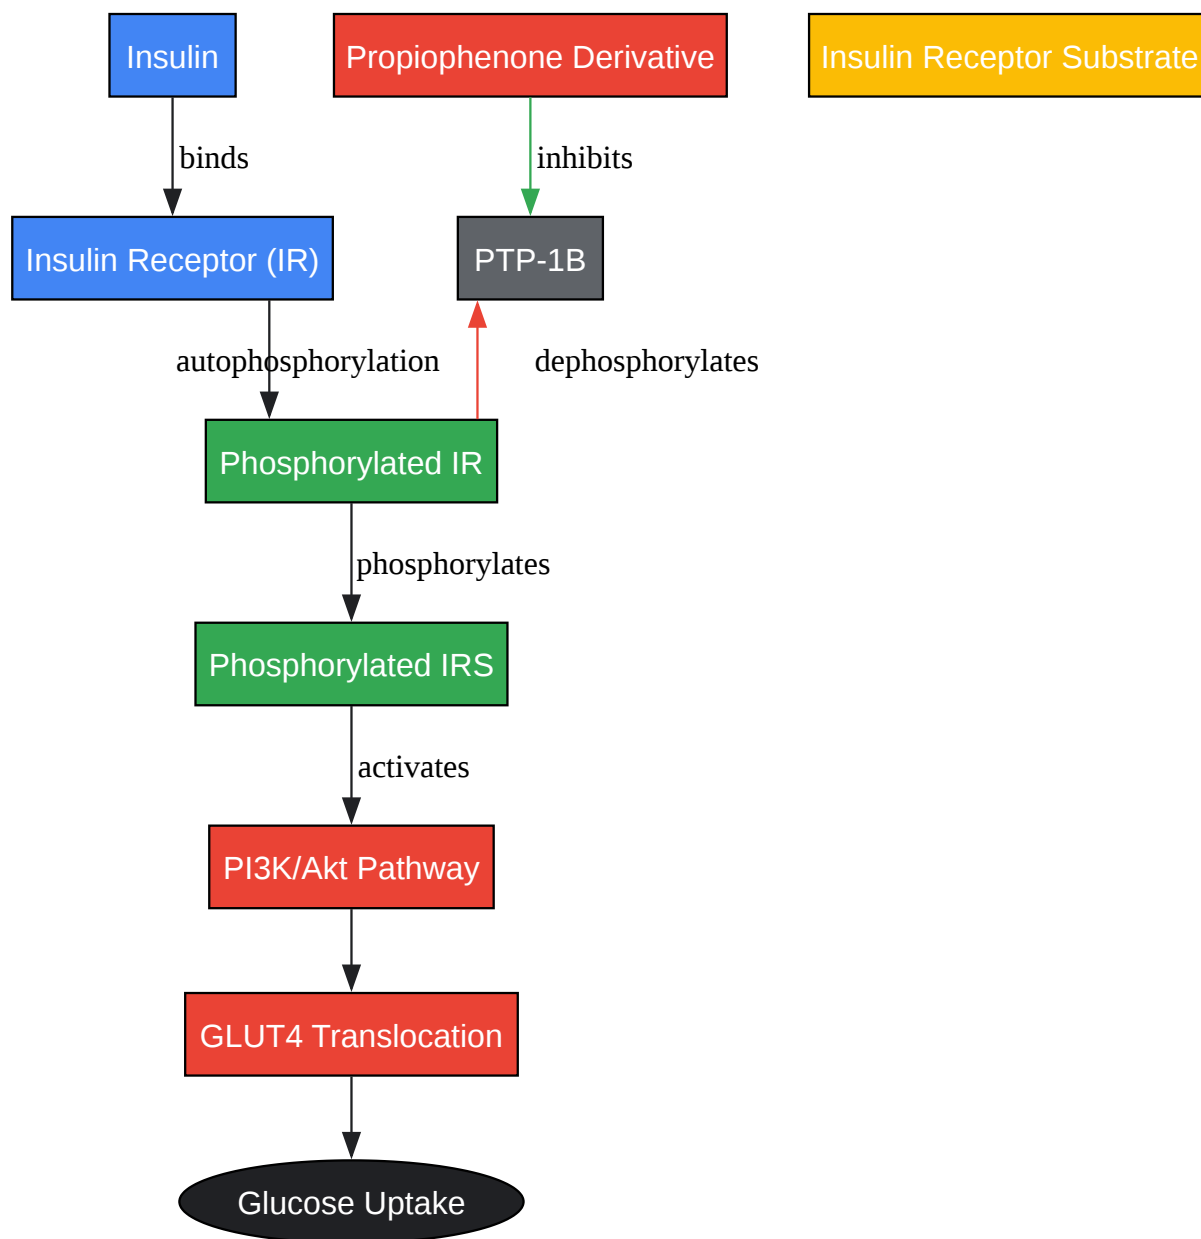 Insulin
Propiophenone Derivative
Insulin Receptor Substrate
binds
inhibits
Insulin Receptor (IR)
PTP-1B
autophosphorylation
dephosphorylates
Phosphorylated IR
phosphorylates
Phosphorylated IRS
activates
PI3K/Akt Pathway
GLUT4 Translocation
Glucose Uptake